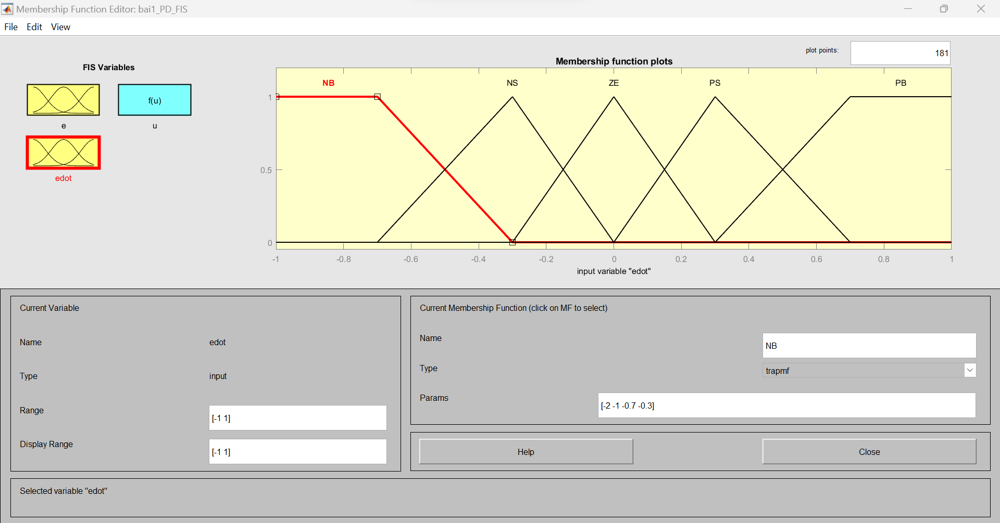 Membership Function Editor: bai1_PD_FIS
File Edit View
plot points: 181
FIS Variables
Membership function plots
f(u)
e
u
edot
NB NS ZE PS PB
1
0.5
0
-1 -0.8 -0.6 -0.4 -0.2 0 0.2 0.4 0.6 0.8 1
input variable "edot"
Current Variable
Name edot
Type input
Range [-1 1]
Display Range [-1 1]
Current Membership Function (click on MF to select)
Name NB
Type trapmf
Params [-2 -1 -0.7 -0.3]
Help Close
Selected variable "edot"